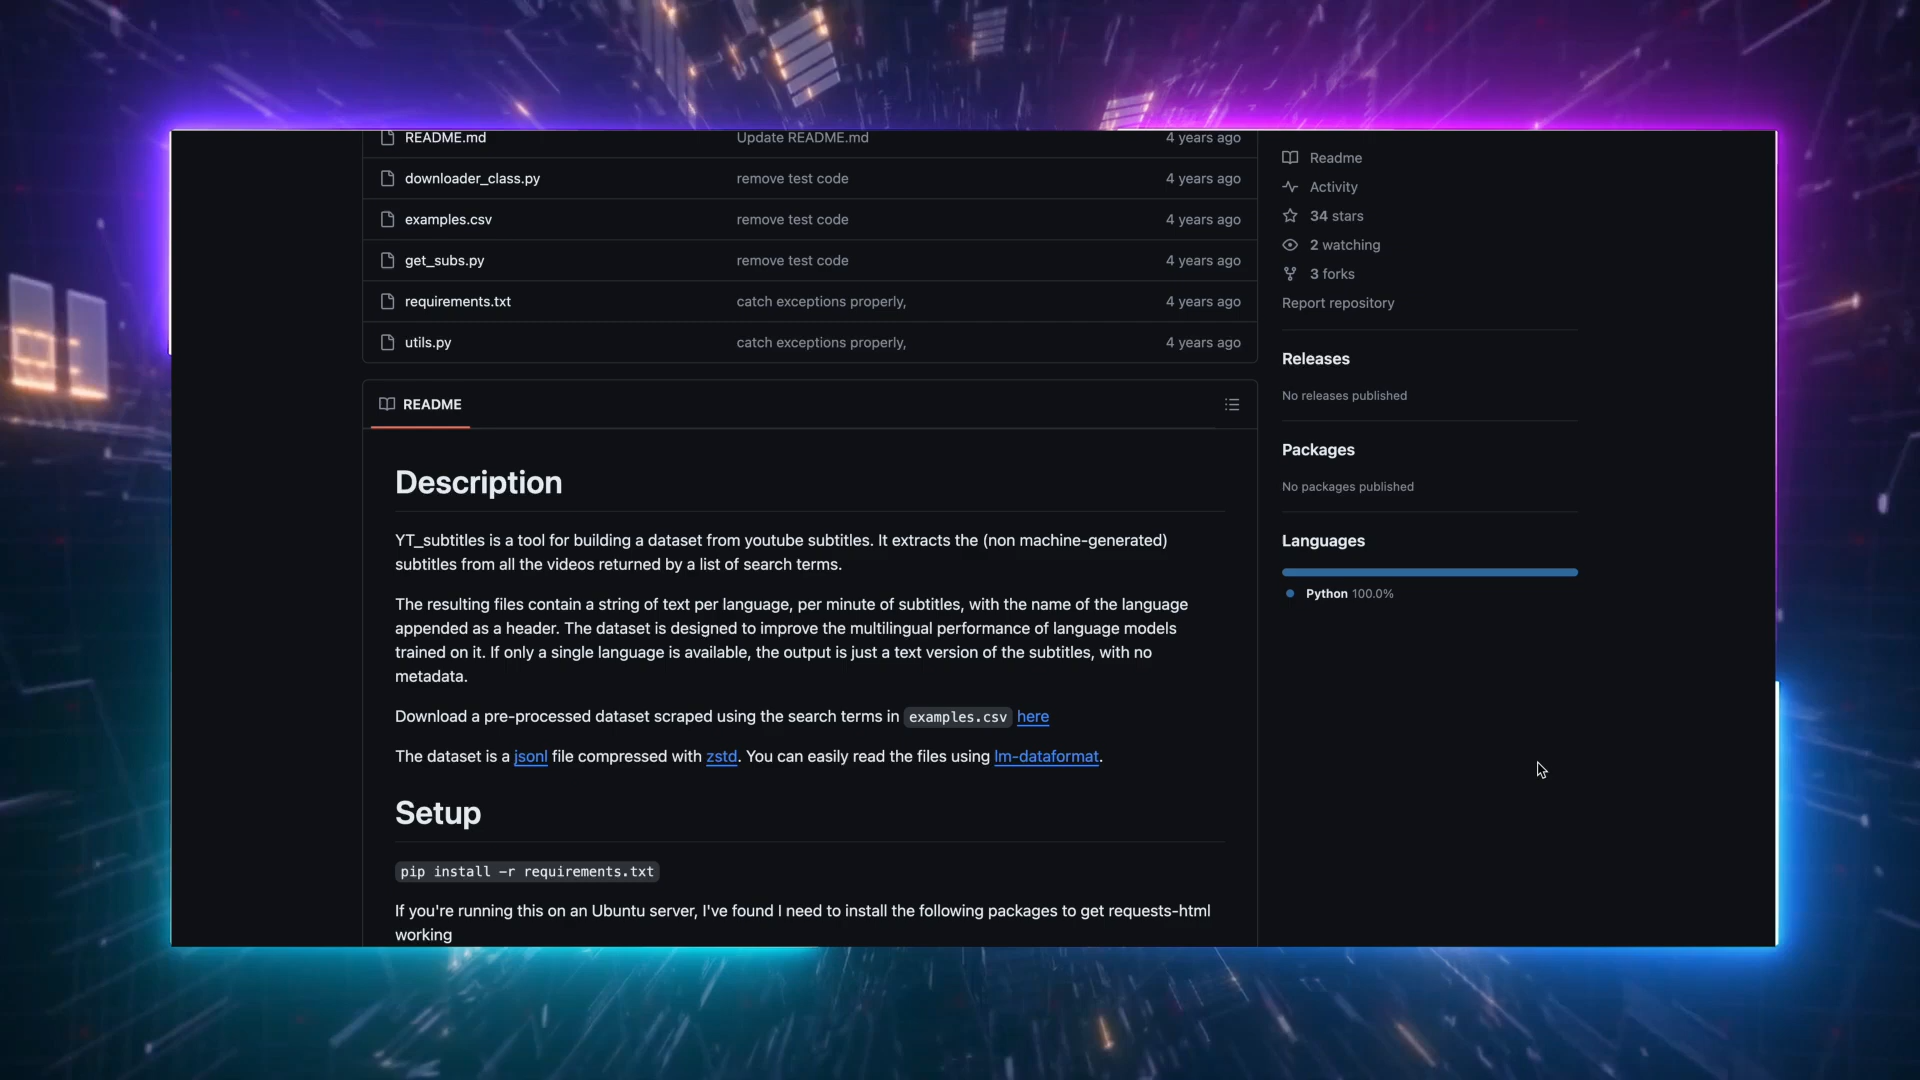 README.md Update README.md 4 years ago
downloader_class.py remove test code 4 years ago
examples.csv remove test code 4 years ago
get_subs.py remove test code 4 years ago
requirements.txt catch exceptions properly, 4 years ago
utils.py catch exceptions properly, 4 years ago
README
Description
YT_subtitles is a tool for building a dataset from youtube subtitles. It extracts the (non machine-generated)
subtitles from all the videos returned by a list of search terms.
The resulting files contain a string of text per language, per minute of subtitles, with the name of the language
appended as a header. The dataset is designed to improve the multilingual performance of language models
trained on it. If only a single language is available, the output is just a text version of the subtitles, with no
metadata.
Download a pre-processed dataset scraped using the search terms in examples.csv here
The dataset is a jsonl file compressed with zstd. You can easily read the files using lm-dataformat.
Setup
pip install -r requirements.txt
If you're running this on an Ubuntu server, I've found I need to install the following packages to get requests-html
working
Readme
Activity
34 stars
2 watching
3 forks
Report repository
Releases
No releases published
Packages
No packages published
Languages
Python 100.0%